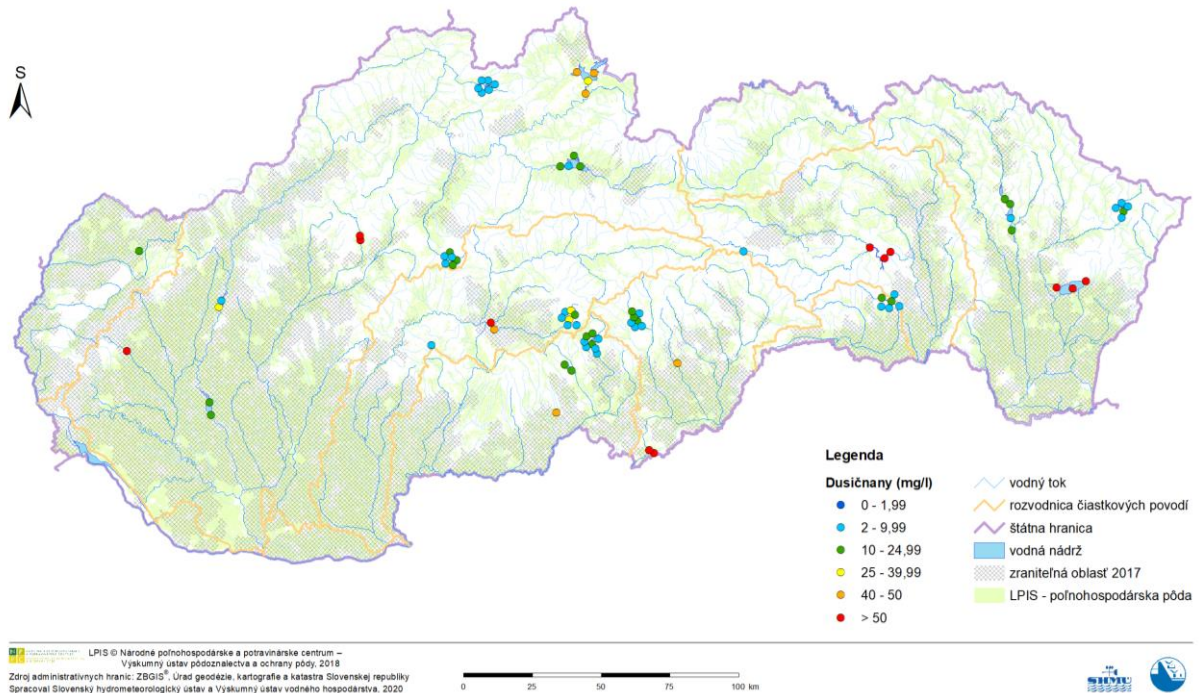 S
Legenda
Dusičnany (mg/l)
0 - 1,99
2 - 9,99
10 - 24,99
25 - 39,99
40 - 50
> 50
vodný tok
rozvodnica čiastkových povodí
štátna hranica
vodná nádrž
zraniteľná oblasť 2017
LPIS - poľnohospodárska pôda
LPIS © Národné poľnohospodárske a potravinárske centrum –
Výskumný ústav pôdoznalectva a ochrany pôdy, 2018
Zdroj administratívnych hraníc: ZBGIS®, Úrad geodézie, kartografie a katastra Slovenskej republiky
Spracoval Slovenský hydrometeorologický ústav a Výskumný ústav vodného hospodárstva, 2020
0 25 50 75 100 km
SHMÚ